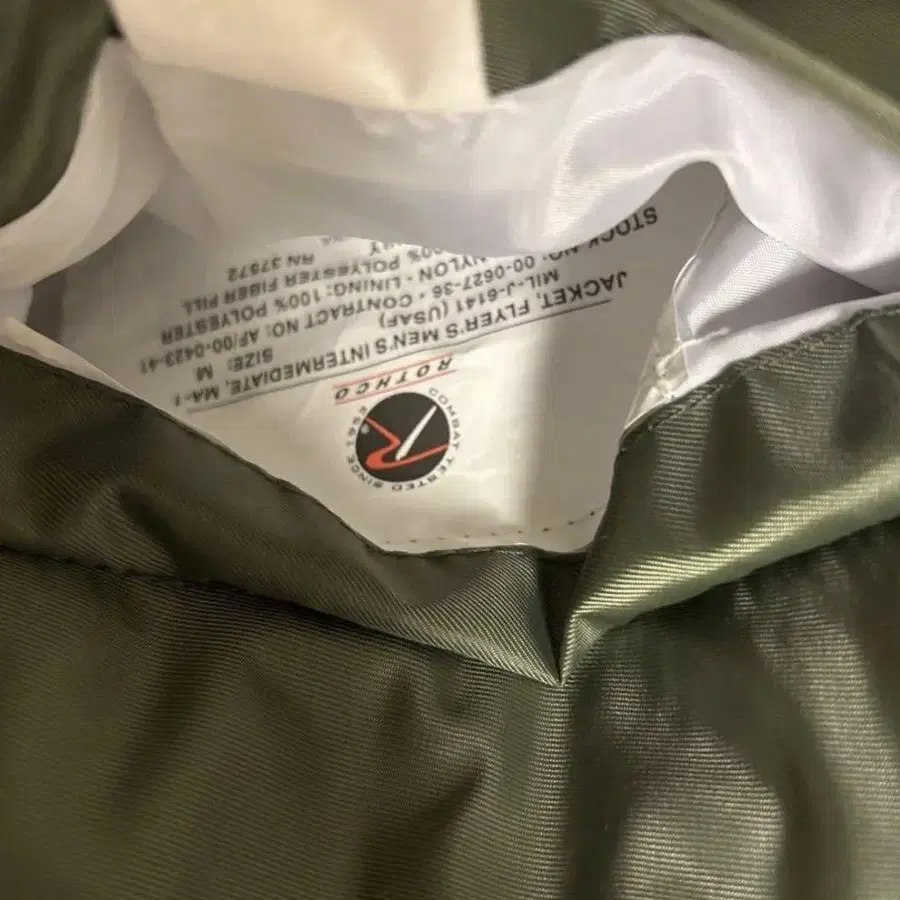 COMBAT TESTED SINCE 1953
R
ROTHCO
JACKET, FLYER'S MEN'S INTERMEDIATE, MA-1
MIL-J-6141 (USAF) SIZE: M
STOCK NO: 00-0627-36 • CONTRACT NO: AF/00-0423-41
NYLON • LINING: 100% POLYESTER
100% POLYESTER FIBER FILL
RN 37572